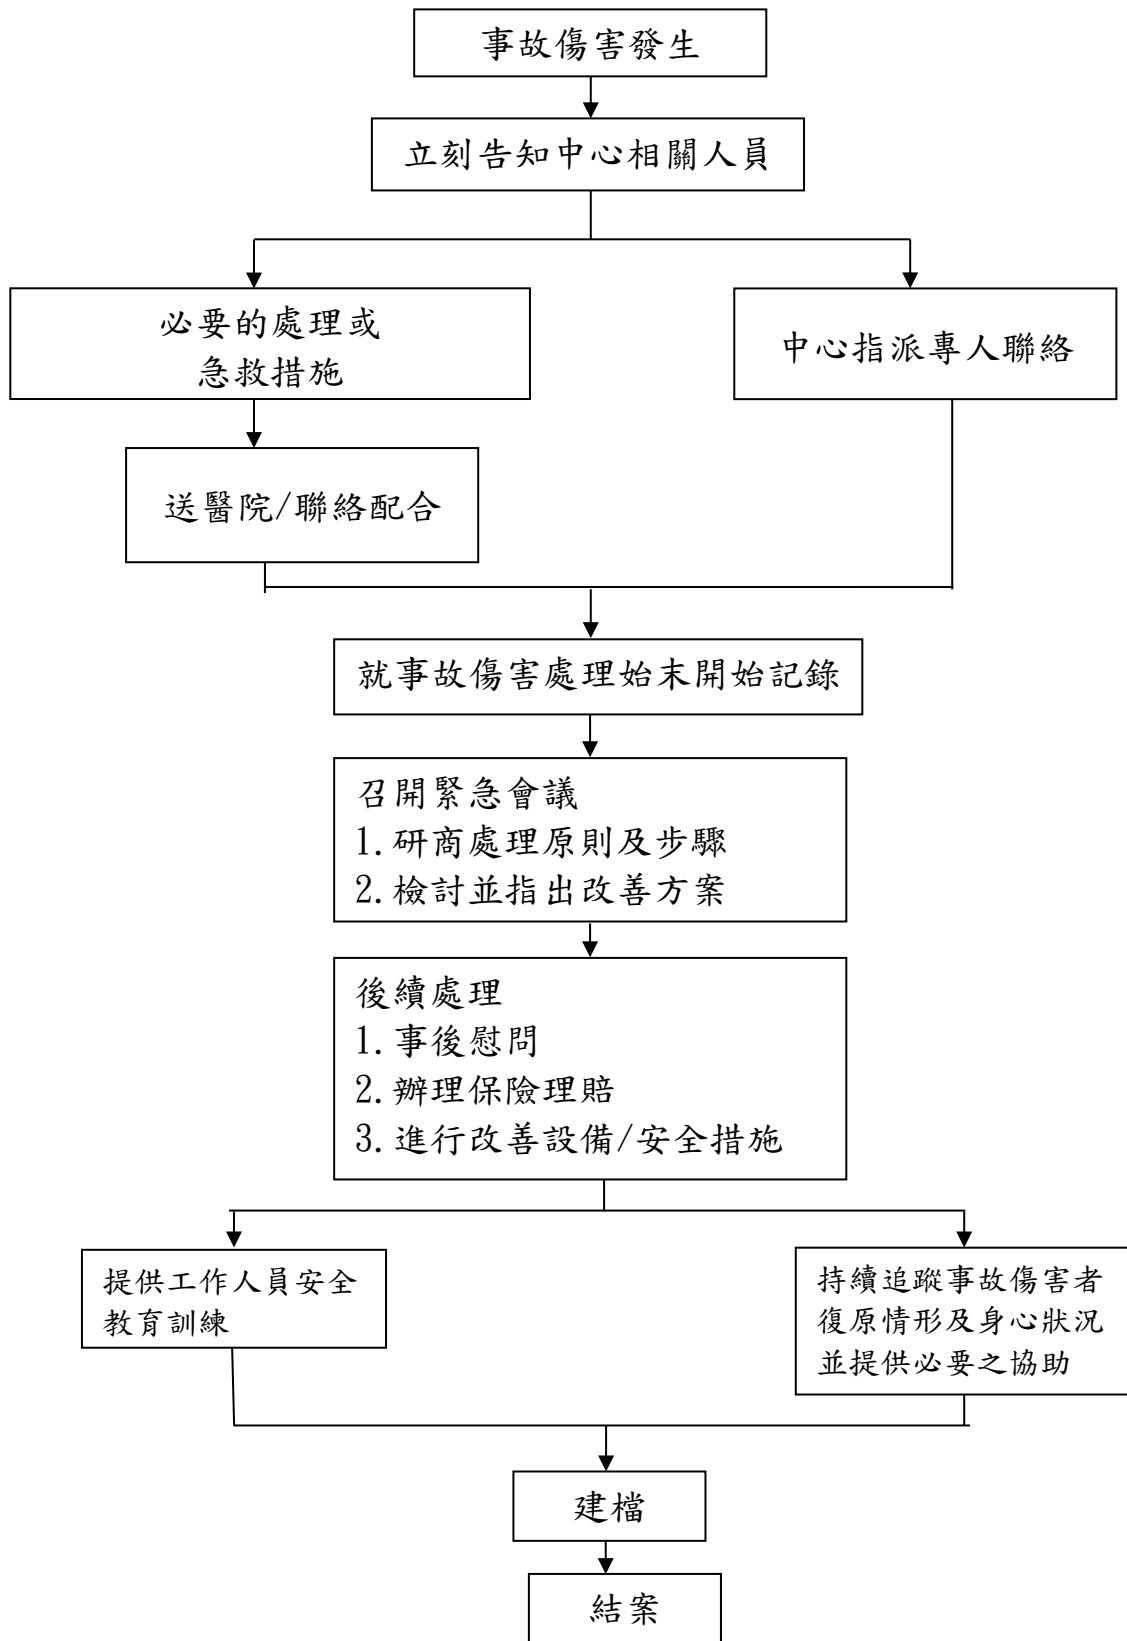 事故傷害發生
立刻告知中心相關人員
必要的處理或
急救措施
中心指派專人聯絡
送醫院/聯絡配合
就事故傷害處理始末開始記錄
召開緊急會議
1.研商處理原則及步驟
2.檢討並指出改善方案
後續處理
1.事後慰問
2.辦理保險理賠
3.進行改善設備/安全措施
提供工作人員安全
教育訓練
持續追蹤事故傷害者
復原情形及身心狀況
並提供必要之協助
建檔
結案